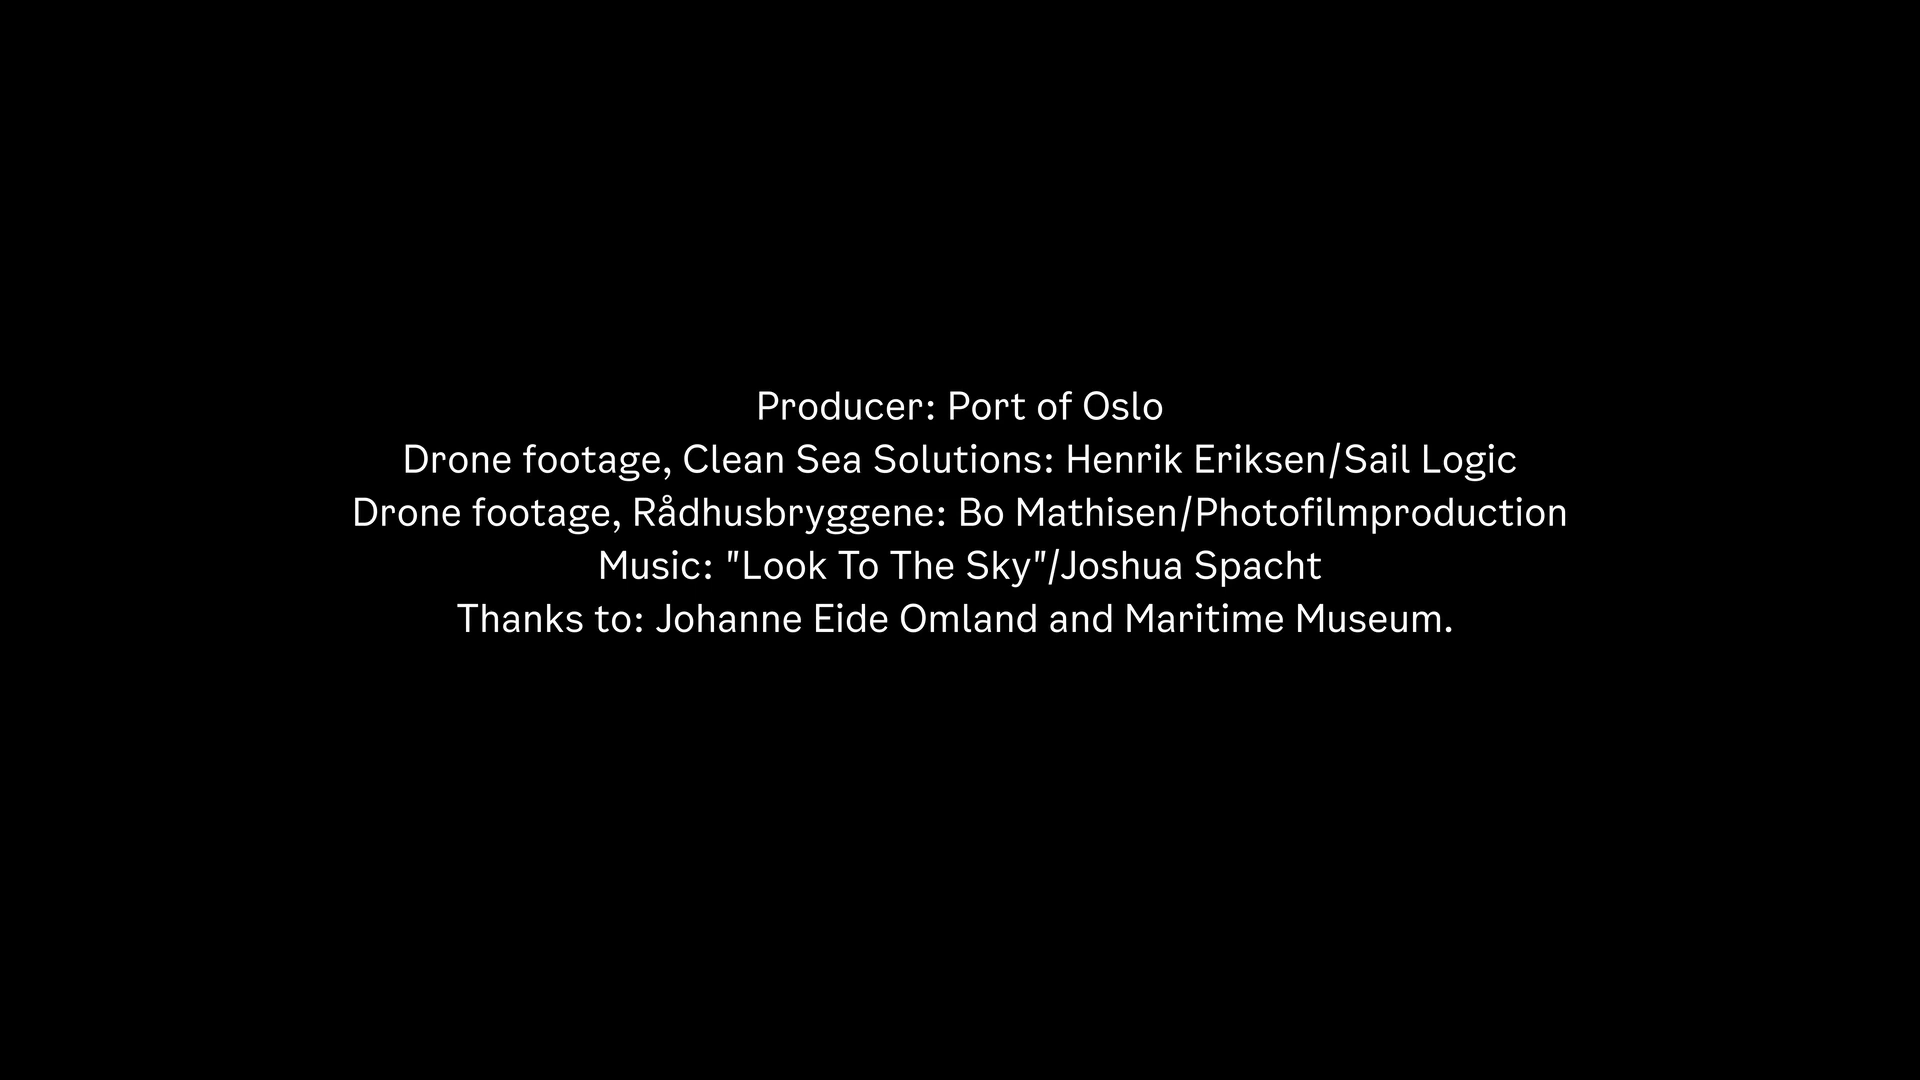 Producer: Port of Oslo
Drone footage, Clean Sea Solutions: Henrik Eriksen/Sail Logic
Drone footage, Rådhusbryggene: Bo Mathisen/Photofilmproduction
Music: "Look To The Sky"/Joshua Spacht
Thanks to: Johanne Eide Omland and Maritime Museum.